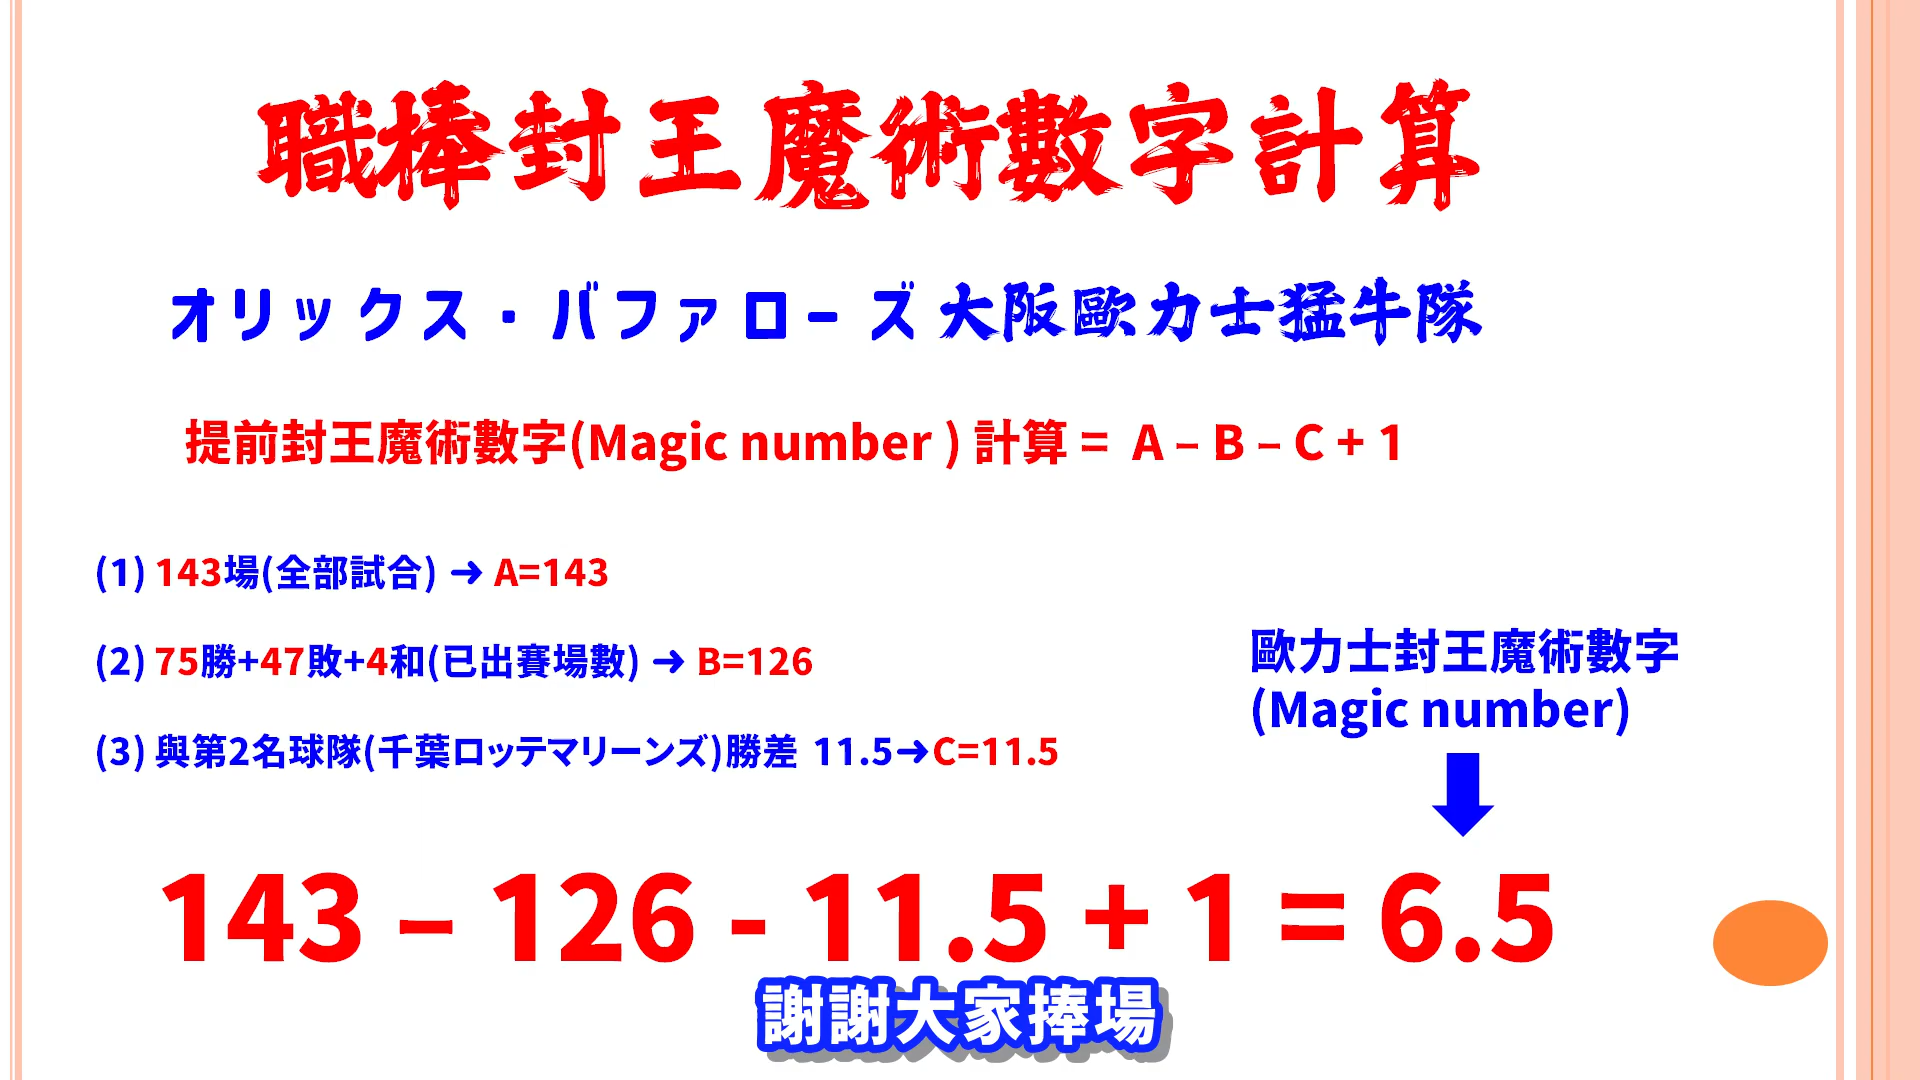 職棒封王魔術數字計算
オリックス・バファローズ 大阪歐力士猛牛隊
提前封王魔術數字(Magic number ) 計算 = A – B – C + 1
(1) 143場(全部試合) ➜ A=143
(2) 75勝+47敗+4和(已出賽場數) ➜ B=126
(3) 與第2名球隊(千葉ロッテマリーンズ)勝差 11.5➜C=11.5
歐力士封王魔術數字
(Magic number)
143 – 126 - 11.5 + 1 = 6.5
謝謝大家捧場